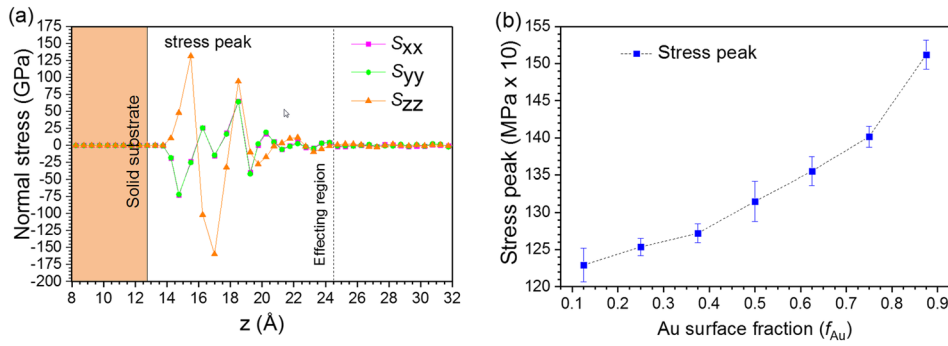 (a)
Normal stress (GPa)
175
150
125
100
75
50
25
0
-25
-50
-75
-100
-125
-150
-175
-200
stress peak
Sxx
Syy
Szz
Solid substrate
Effecting region
8 10 12 14 16 18 20 22 24 26 28 30 32
z (Å)
(b)
Stress peak (MPa x 10)
155
150
145
140
135
130
125
120
Stress peak
0.1 0.2 0.3 0.4 0.5 0.6 0.7 0.8 0.9
Au surface fraction (fAu)